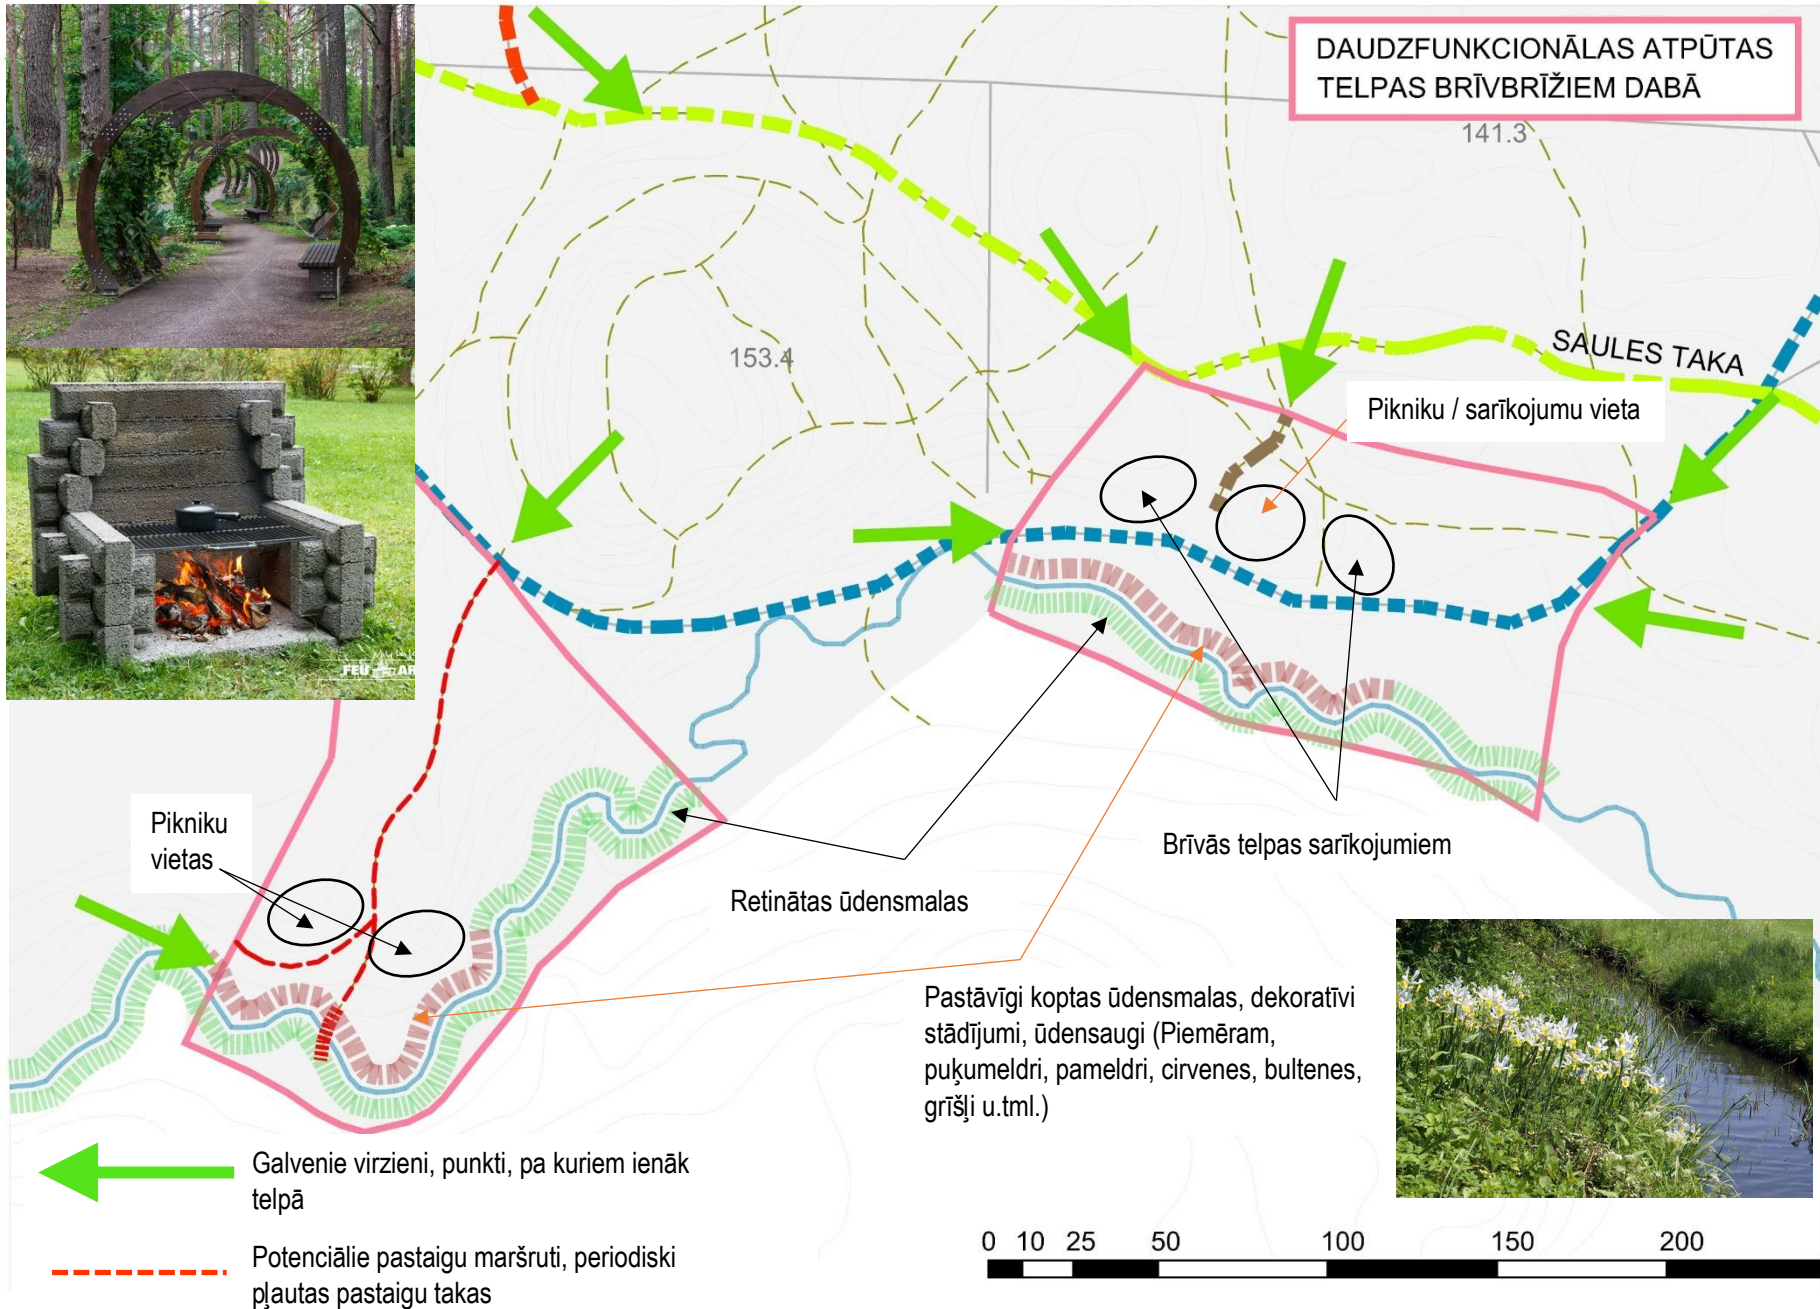 DAUDZFUNKCIONĀLAS ATPŪTAS
TELPAS BRĪVBRĪŽIEM DABĀ
141.3
153.4
SAULES TAKA
Pikniku / sarīkojumu vieta
FEU
Pikniku
vietas
Brīvās telpas sarīkojumiem
Retinātas ūdensmalas
Pastāvīgi koptas ūdensmalas, dekoratīvi
stādījumi, ūdensaugi (Piemēram,
puķumeldri, pameldri, cirvenes, bultenes,
grīšļi u.tml.)
Galvenie virzieni, punkti, pa kuriem ienāk
telpā
Potenciālie pastaigu maršruti, periodiski
pļautas pastaigu takas
0 10 25 50 100 150 200